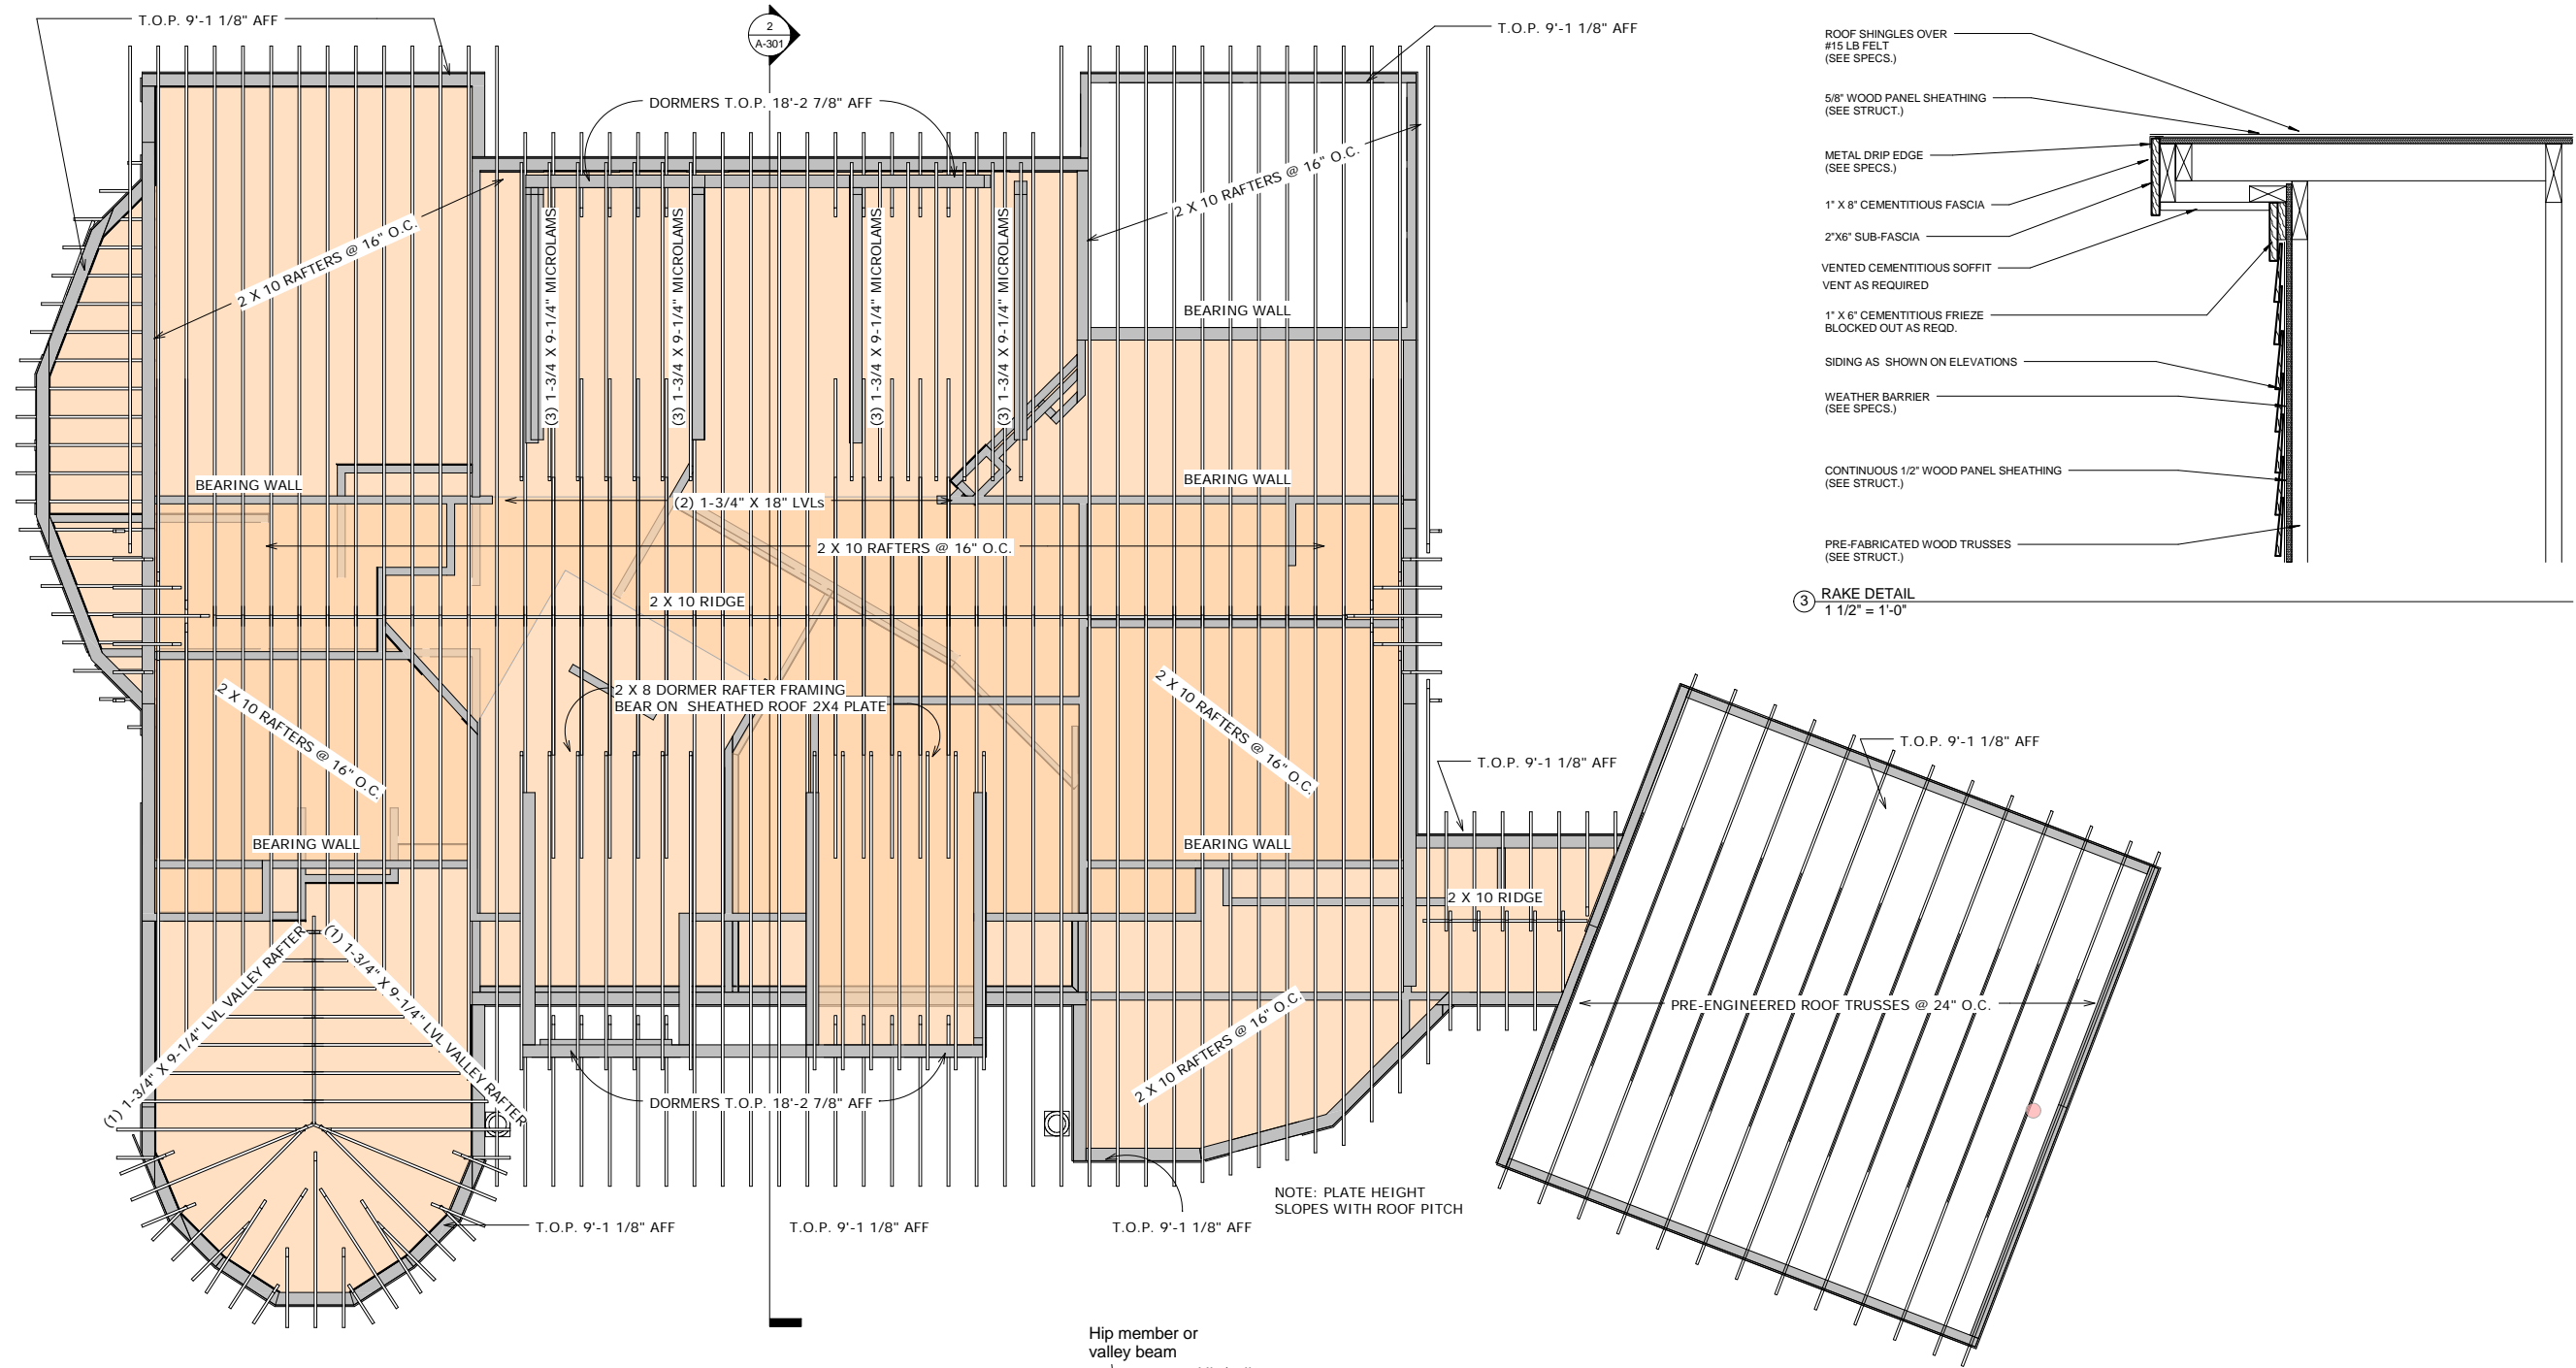 T.O.P. 9'-1 1/8" AFF
2
A-301
T.O.P. 9'-1 1/8" AFF
DORMERS T.O.P. 18'-2 7/8" AFF
2 X 10 RAFTERS @ 16" O.C.
2 X 10 RAFTERS @ 16" O.C.
(3) 1-3/4 X 9-1/4" MICROLAMS
(3) 1-3/4 X 9-1/4" MICROLAMS
(3) 1-3/4 X 9-1/4" MICROLAMS
(3) 1-3/4 X 9-1/4" MICROLAMS
BEARING WALL
BEARING WALL
BEARING WALL
(2) 1-3/4" X 18" LVLs
2 X 10 RAFTERS @ 16" O.C.
2 X 10 RIDGE
2 X 10 RAFTERS @ 16" O.C.
2 X 8 DORMER RAFTER FRAMING
BEAR ON SHEATHED ROOF 2X4 PLATE
2 X 10 RAFTERS @ 16" O.C.
T.O.P. 9'-1 1/8" AFF
T.O.P. 9'-1 1/8" AFF
BEARING WALL
BEARING WALL
2 X 10 RIDGE
(1) 1-3/4" X 9-1/4" LVL VALLEY RAFTER
(1) 1-3/4" X 9-1/4" LVL VALLEY RAFTER
PRE-ENGINEERED ROOF TRUSSES @ 24" O.C.
2 X 10 RAFTERS @ 16" O.C.
DORMERS T.O.P. 18'-2 7/8" AFF
NOTE: PLATE HEIGHT
SLOPES WITH ROOF PITCH
T.O.P. 9'-1 1/8" AFF
T.O.P. 9'-1 1/8" AFF
T.O.P. 9'-1 1/8" AFF
Hip member or
valley beam
ROOF SHINGLES OVER
#15 LB FELT
(SEE SPECS.)
5/8" WOOD PANEL SHEATHING
(SEE STRUCT.)
METAL DRIP EDGE
(SEE SPECS.)
1" X 8" CEMENTITIOUS FASCIA
2"X6" SUB-FASCIA
VENTED CEMENTITIOUS SOFFIT
VENT AS REQUIRED
1" X 6" CEMENTITIOUS FRIEZE
BLOCKED OUT AS REQD.
SIDING AS SHOWN ON ELEVATIONS
WEATHER BARRIER
(SEE SPECS.)
CONTINUOUS 1/2" WOOD PANEL SHEATHING
(SEE STRUCT.)
PRE-FABRICATED WOOD TRUSSES
(SEE STRUCT.)
3
RAKE DETAIL
1 1/2" = 1'-0"